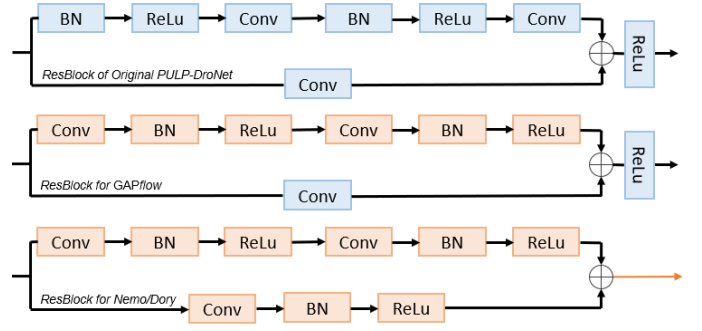 BN ReLu Conv BN ReLu Conv
ReLu
ResBlock of Original PULP-DroNet
Conv
Conv BN ReLu Conv BN ReLu
ReLu
ResBlock for GAPflow
Conv
Conv BN ReLu Conv BN ReLu
ResBlock for Nemo/Dory
Conv BN ReLu